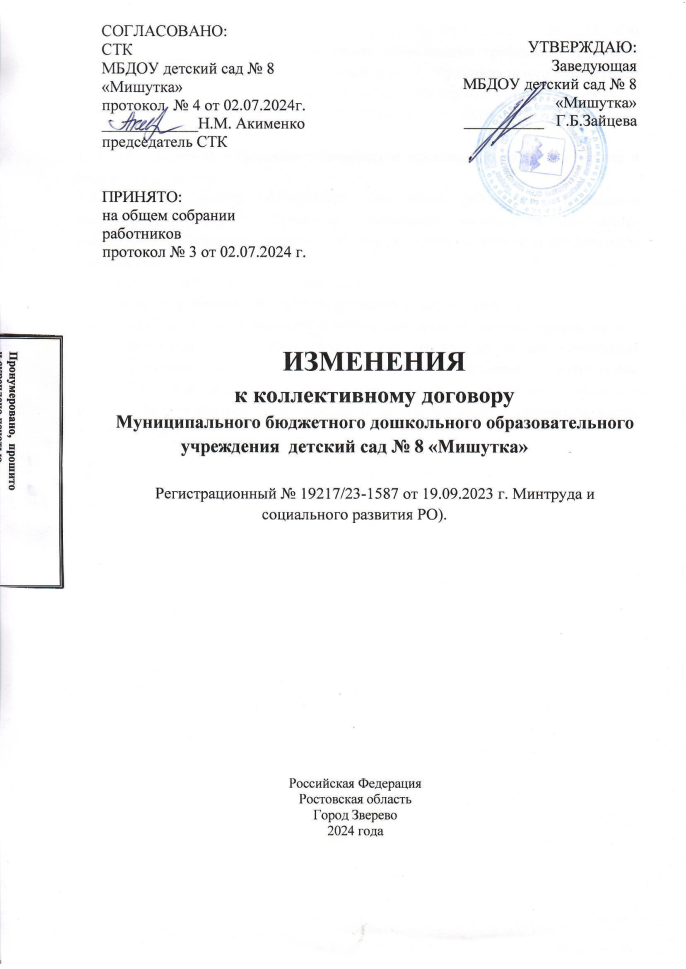 СОГЛАСОВАНО:
СТК
МБДОУ детский сад № 8
«Мишутка»
протокол № 4 от 02.07.2024г.
____________Н.М. Акименко
председатель СТК
УТВЕРЖДАЮ:
Заведующая
МБДОУ детский сад № 8
«Мишутка»
__________ Г.Б.Зайцева
ПРИНЯТО:
на общем собрании
работников
протокол № 3 от 02.07.2024 г.
ИЗМЕНЕНИЯ
к коллективному договору
Муниципального бюджетного дошкольного образовательного
учреждения детский сад № 8 «Мишутка»
Регистрационный № 19217/23-1587 от 19.09.2023 г. Минтруда и
социального развития РО).
Пронумеровано, прошито
Российская Федерация
Ростовская область
Город Зверево
2024 года